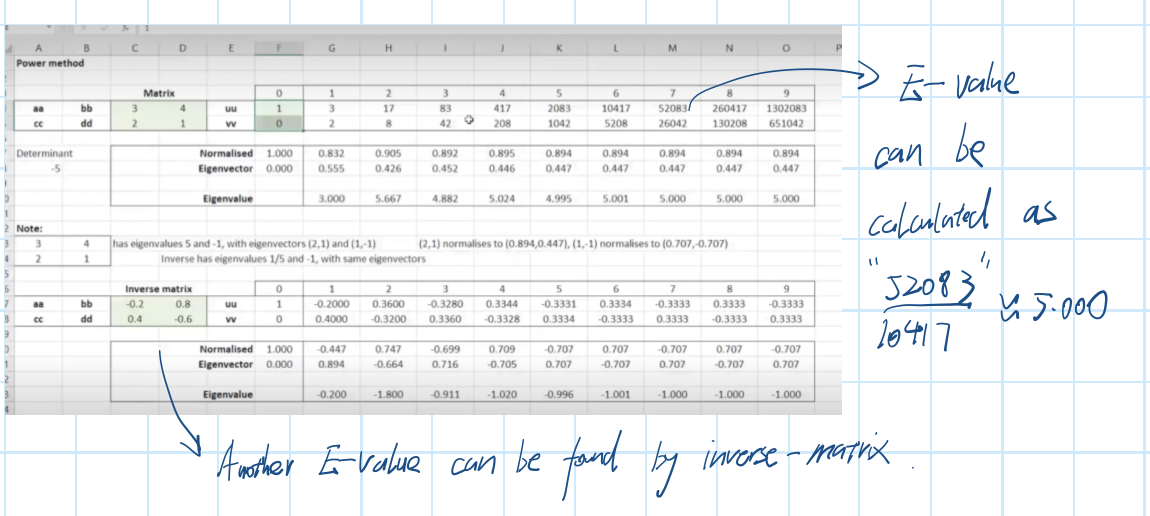 A B C D E F G H I J K L M N O P
Power method
Matrix 0 1 2 3 4 5 6 7 8 9
aa bb 3 4 uu 1 3 17 83 417 2083 10417 52083 260417 1302083
cc dd 2 1 vv 0 2 8 42 208 1042 5208 26042 130208 651042
Determinant Normalised 1.000 0.832 0.905 0.892 0.895 0.894 0.894 0.894 0.894 0.894
-5 Eigenvector 0.000 0.555 0.426 0.452 0.446 0.447 0.447 0.447 0.447 0.447
Eigenvalue 3.000 5.667 4.882 5.024 4.995 5.001 5.000 5.000 5.000
Note:
3 4 has eigenvalues 5 and -1, with eigenvectors (2,1) and (1,-1) (2,1) normalises to (0.894,0.447), (1,-1) normalises to (0.707,-0.707)
2 1 Inverse has eigenvalues 1/5 and -1, with same eigenvectors
Inverse matrix 0 1 2 3 4 5 6 7 8 9
aa bb -0.2 0.8 uu 1 -0.2000 0.3600 -0.3280 0.3344 -0.3331 0.3334 -0.3333 0.3333 -0.3333
cc dd 0.4 -0.6 vv 0 0.4000 -0.3200 0.3360 -0.3328 0.3334 -0.3333 0.3333 -0.3333 0.3333
Normalised 1.000 -0.447 0.747 -0.699 0.709 -0.707 0.707 -0.707 0.707 -0.707
Eigenvector 0.000 0.894 -0.664 0.716 -0.705 0.707 -0.707 0.707 -0.707 0.707
Eigenvalue -0.200 -1.800 -0.911 -1.020 -0.996 -1.001 -1.000 -1.000 -1.000
E-value
can be
calculated as
"52083"
10417 ≈ 5.000
Another E-value can be found by inverse-matrix.